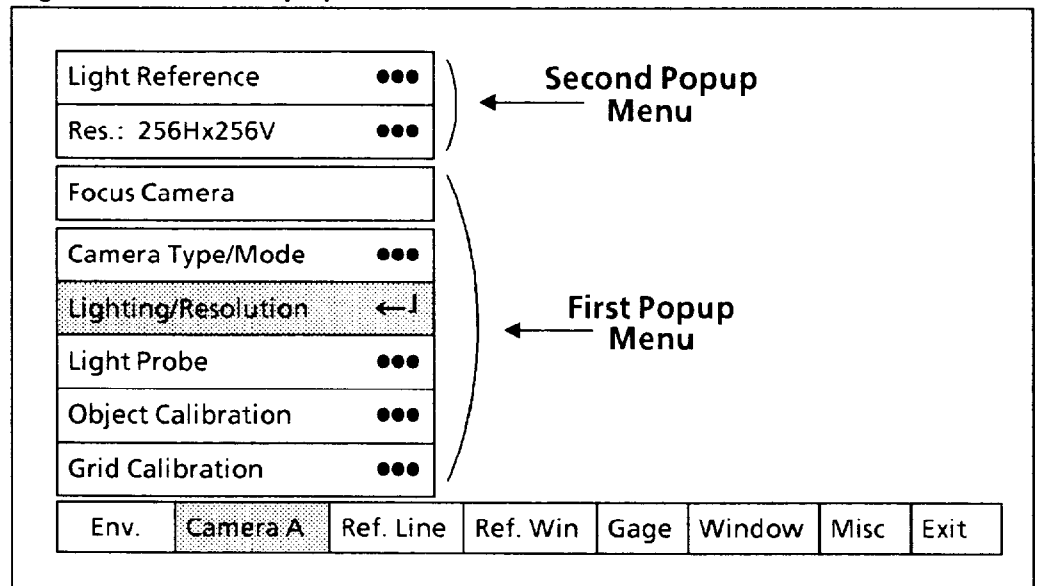 Light Reference ●●●
Second Popup
Menu
Res.: 256Hx256V ●●●
Focus Camera
Camera Type/Mode ●●●
Lighting/Resolution ←┘
First Popup
Menu
Light Probe ●●●
Object Calibration ●●●
Grid Calibration ●●●
Env. Camera A Ref. Line Ref. Win Gage Window Misc Exit